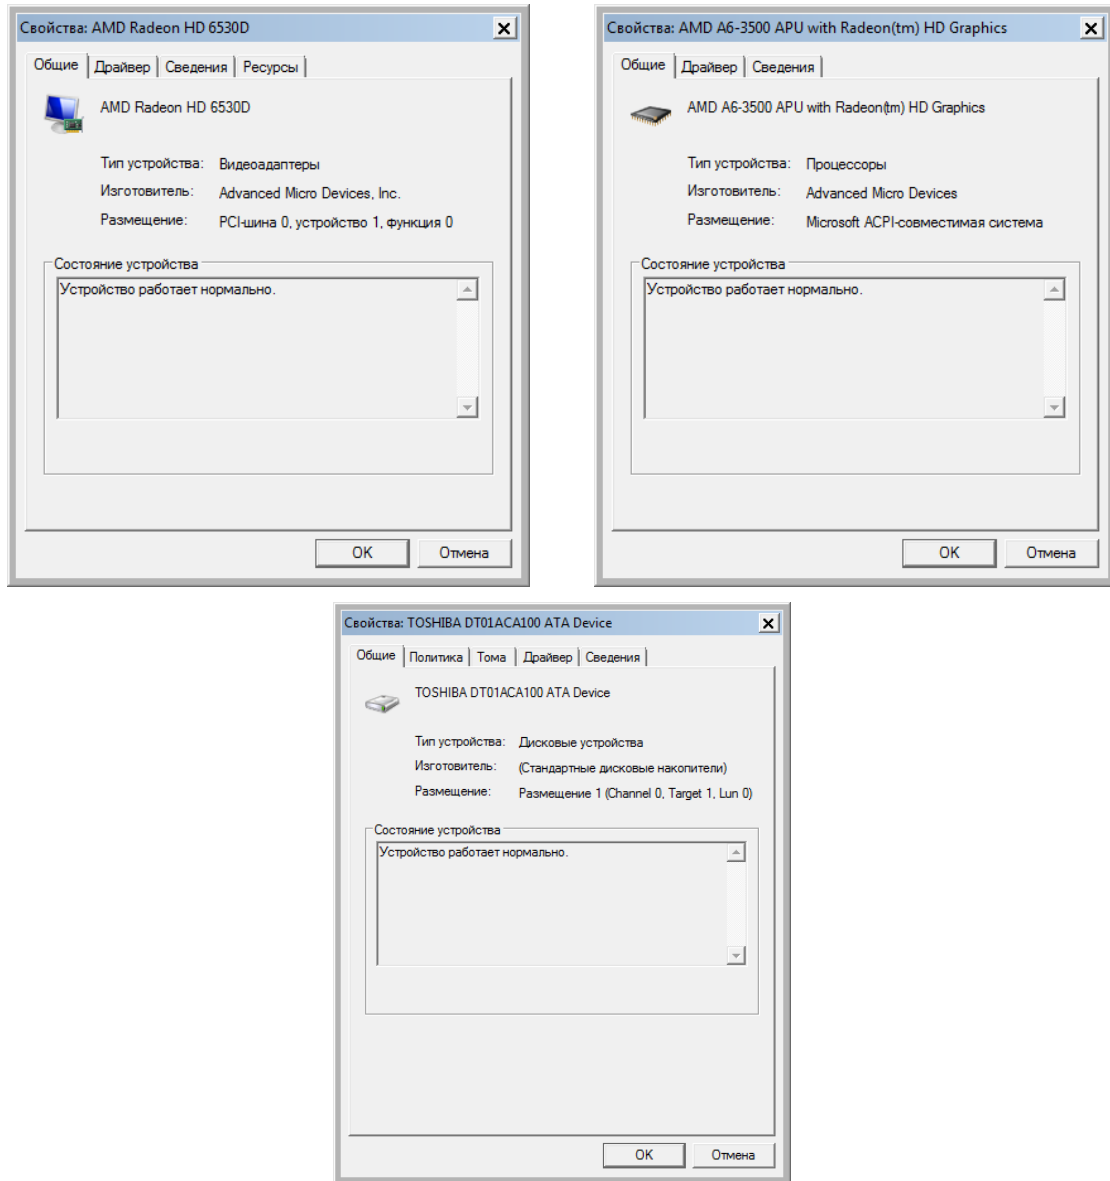 Свойства: AMD Radeon HD 6530D
Общие Драйвер Сведения Ресурсы
AMD Radeon HD 6530D
Тип устройства: Видеоадаптеры
Изготовитель: Advanced Micro Devices, Inc.
Размещение: PCI-шина 0, устройство 1, функция 0
Состояние устройства
Устройство работает нормально.
OK Отмена
Свойства: AMD A6-3500 APU with Radeon(tm) HD Graphics
Общие Драйвер Сведения
AMD A6-3500 APU with Radeon(tm) HD Graphics
Тип устройства: Процессоры
Изготовитель: Advanced Micro Devices
Размещение: Microsoft ACPI-совместимая система
Состояние устройства
Устройство работает нормально.
OK Отмена
Свойства: TOSHIBA DT01ACA100 ATA Device
Общие Политика Тома Драйвер Сведения
TOSHIBA DT01ACA100 ATA Device
Тип устройства: Дисковые устройства
Изготовитель: (Стандартные дисковые накопители)
Размещение: Размещение 1 (Channel 0, Target 1, Lun 0)
Состояние устройства
Устройство работает нормально.
OK Отмена